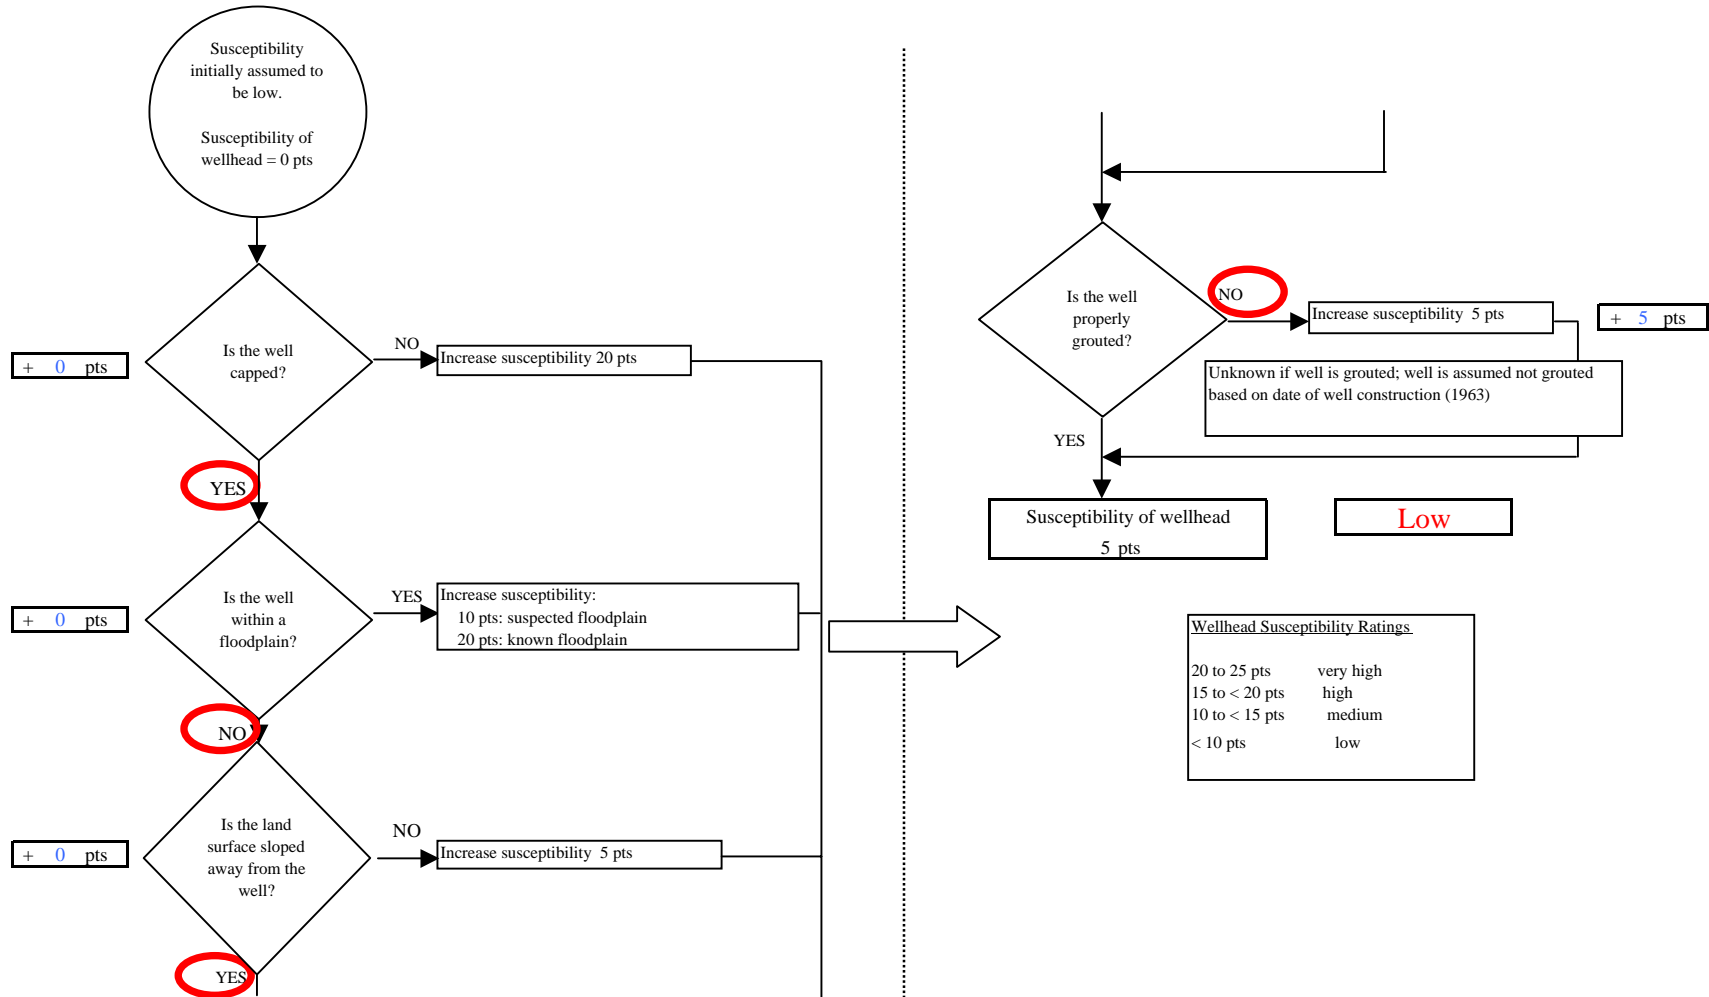 Susceptibility
initially assumed to
be low.
Susceptibility of
wellhead = 0 pts
Is the well
capped?
NO
Increase susceptibility 20 pts
+ 0 pts
YES
Is the well
within a
floodplain?
YES
Increase susceptibility:
10 pts: suspected floodplain
20 pts: known floodplain
+ 0 pts
NO
Is the land
surface sloped
away from the
well?
NO
Increase susceptibility 5 pts
+ 0 pts
YES
Is the well
properly
grouted?
NO
Increase susceptibility 5 pts
+ 5 pts
Unknown if well is grouted; well is assumed not grouted
based on date of well construction (1963)
YES
Susceptibility of wellhead
5 pts
Low
Wellhead Susceptibility Ratings
20 to 25 pts very high
15 to < 20 pts high
10 to < 15 pts medium
< 10 pts low